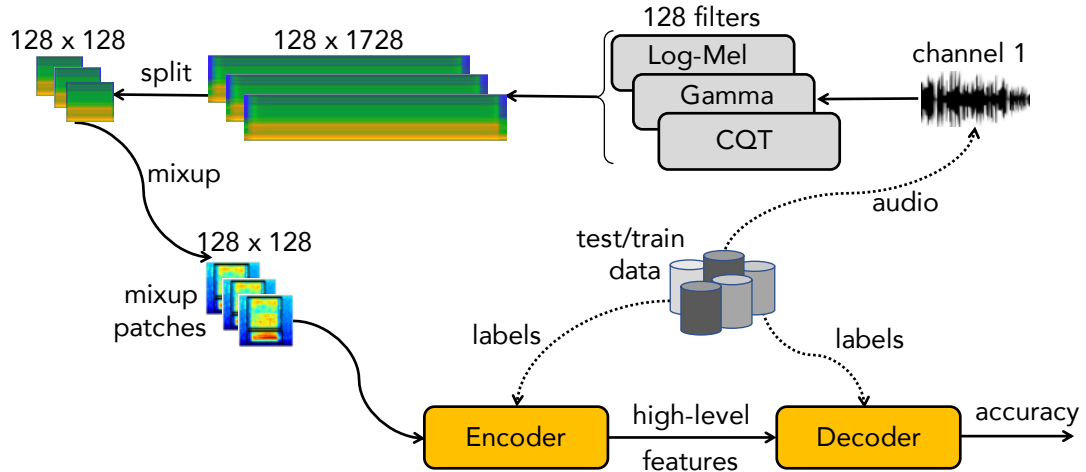 128 filters
128 x 128
128 x 1728
Log-Mel
channel 1
split
Gamma
CQT
mixup
audio
128 x 128
test/train
data
mixup
patches
labels
labels
high-level
accuracy
Encoder
Decoder
features